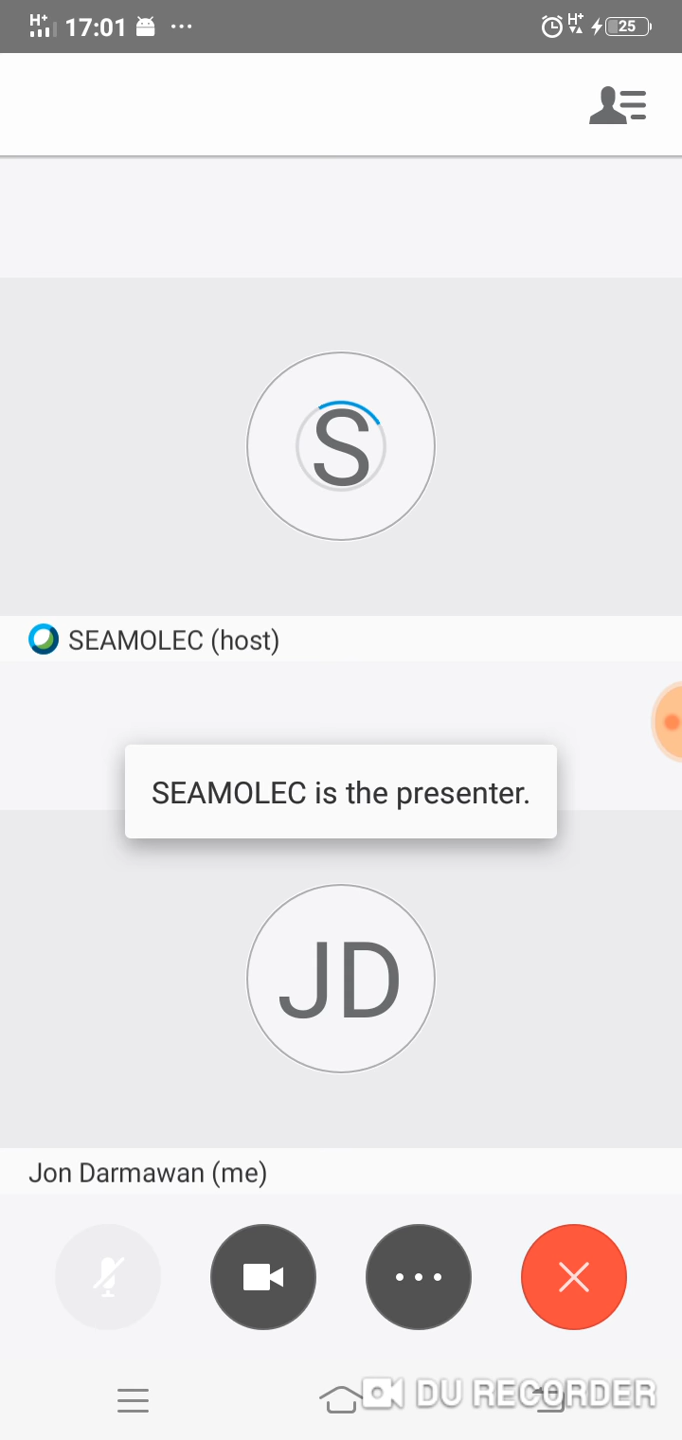 H+ 17:01 ...
H+ 25
S
SEAMOLEC (host)
SEAMOLEC is the presenter.
JD
Jon Darmawan (me)
DU RECORDER